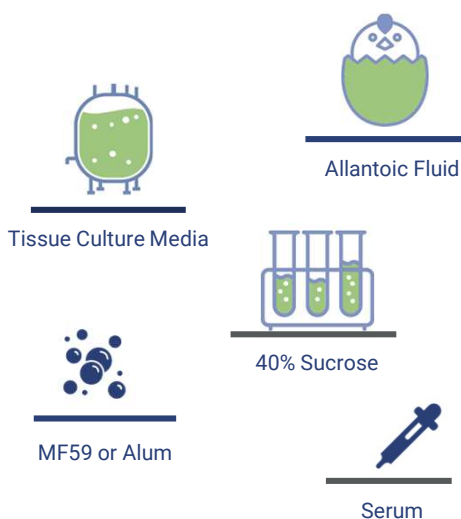 Allantoic Fluid
Tissue Culture Media
40% Sucrose
MF59 or Alum
Serum